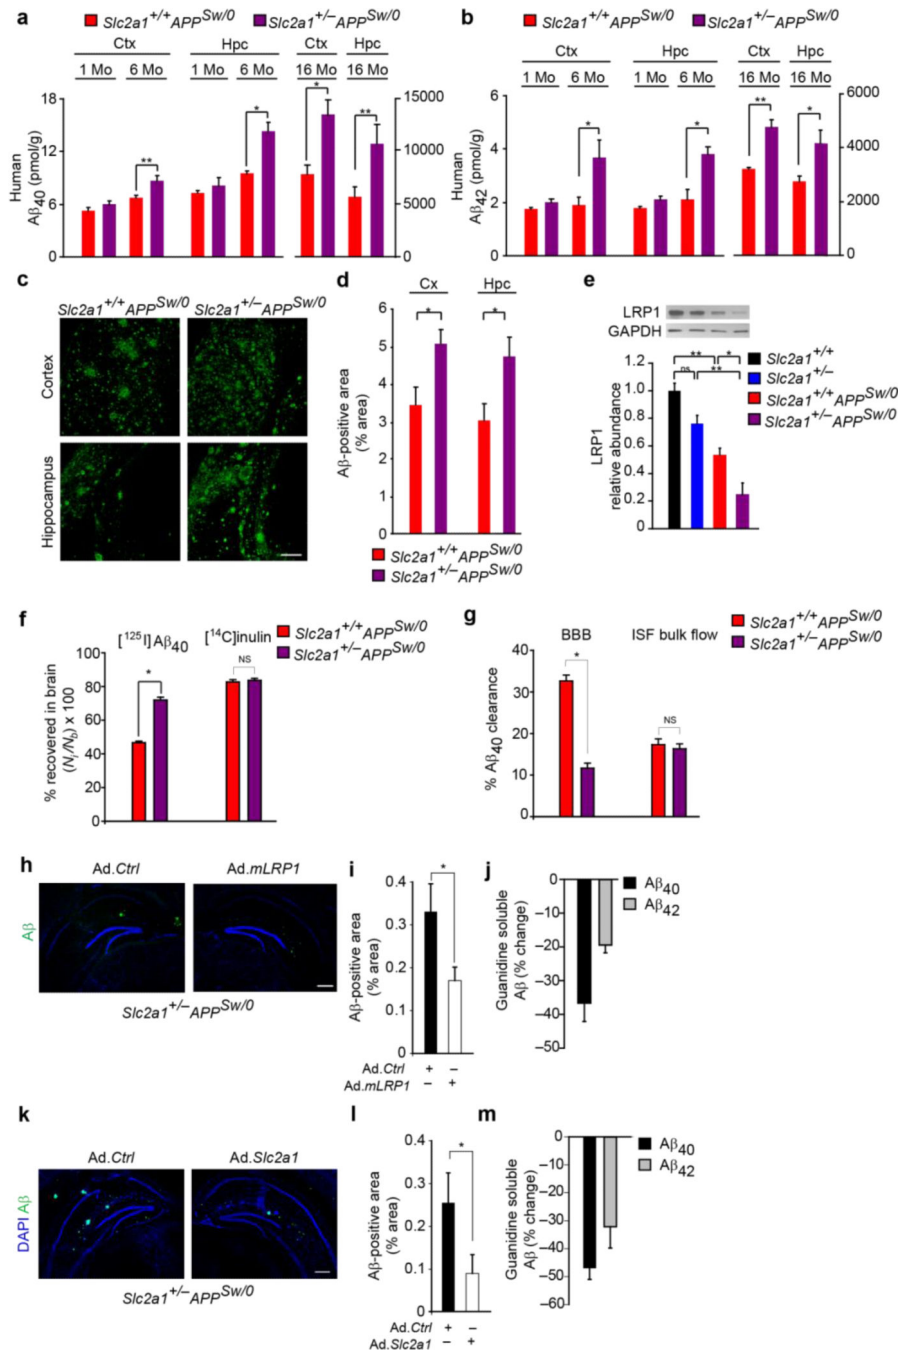 a
Slc2a1+/+APPSw/0 Slc2a1+/−APPSw/0
Ctx Hpc Ctx Hpc
1 Mo 6 Mo 1 Mo 6 Mo 16 Mo 16 Mo
Human
Aβ40 (pmol/g)
18
12
6
0
15000
10000
5000
0
** * * **
b
Slc2a1+/+APPSw/0 Slc2a1+/−APPSw/0
Ctx Hpc Ctx Hpc
1 Mo 6 Mo 1 Mo 6 Mo 16 Mo 16 Mo
Human
Aβ42 (pmol/g)
6
4
2
0
6000
4000
2000
0
* * ** *
c
Slc2a1+/+APPSw/0 Slc2a1+/−APPSw/0
Cortex
Hippocampus
d
Cx Hpc
* *
Aβ-positive area
(% area)
6
5
4
3
2
1
0
Slc2a1+/+APPSw/0
Slc2a1+/−APPSw/0
e
LRP1
GAPDH
LRP1
relative abundance
1.2
1.0
0.8
0.6
0.4
0.2
0
** *
ns **
Slc2a1+/+
Slc2a1+/−
Slc2a1+/+APPSw/0
Slc2a1+/−APPSw/0
f
[125I]Aβ40 [14C]inulin
* NS
% recovered in brain
(Ni/Nb) x 100
100
80
60
40
20
0
Slc2a1+/+APPSw/0
Slc2a1+/−APPSw/0
g
BBB ISF bulk flow
* NS
% Aβ40 clearance
40
30
20
10
0
Slc2a1+/+APPSw/0
Slc2a1+/−APPSw/0
h
Ad.Ctrl Ad.mLRP1
Aβ
Slc2a1+/−APPSw/0
i
*
Aβ-positive area
(% area)
0.4
0.3
0.2
0.1
0
Ad.Ctrl + −
Ad.mLRP1 − +
j
Guanidine soluble
Aβ (% change)
0
−10
−20
−30
−40
−50
Aβ40
Aβ42
k
Ad.Ctrl Ad.Slc2a1
DAPI Aβ
Slc2a1+/−APPSw/0
l
*
Aβ-positive area
(% area)
0.4
0.3
0.2
0.1
0
Ad.Ctrl + −
Ad.Slc2a1 − +
m
Guanidine soluble
Aβ (% change)
0
−10
−20
−30
−40
−50
−60
Aβ40
Aβ42